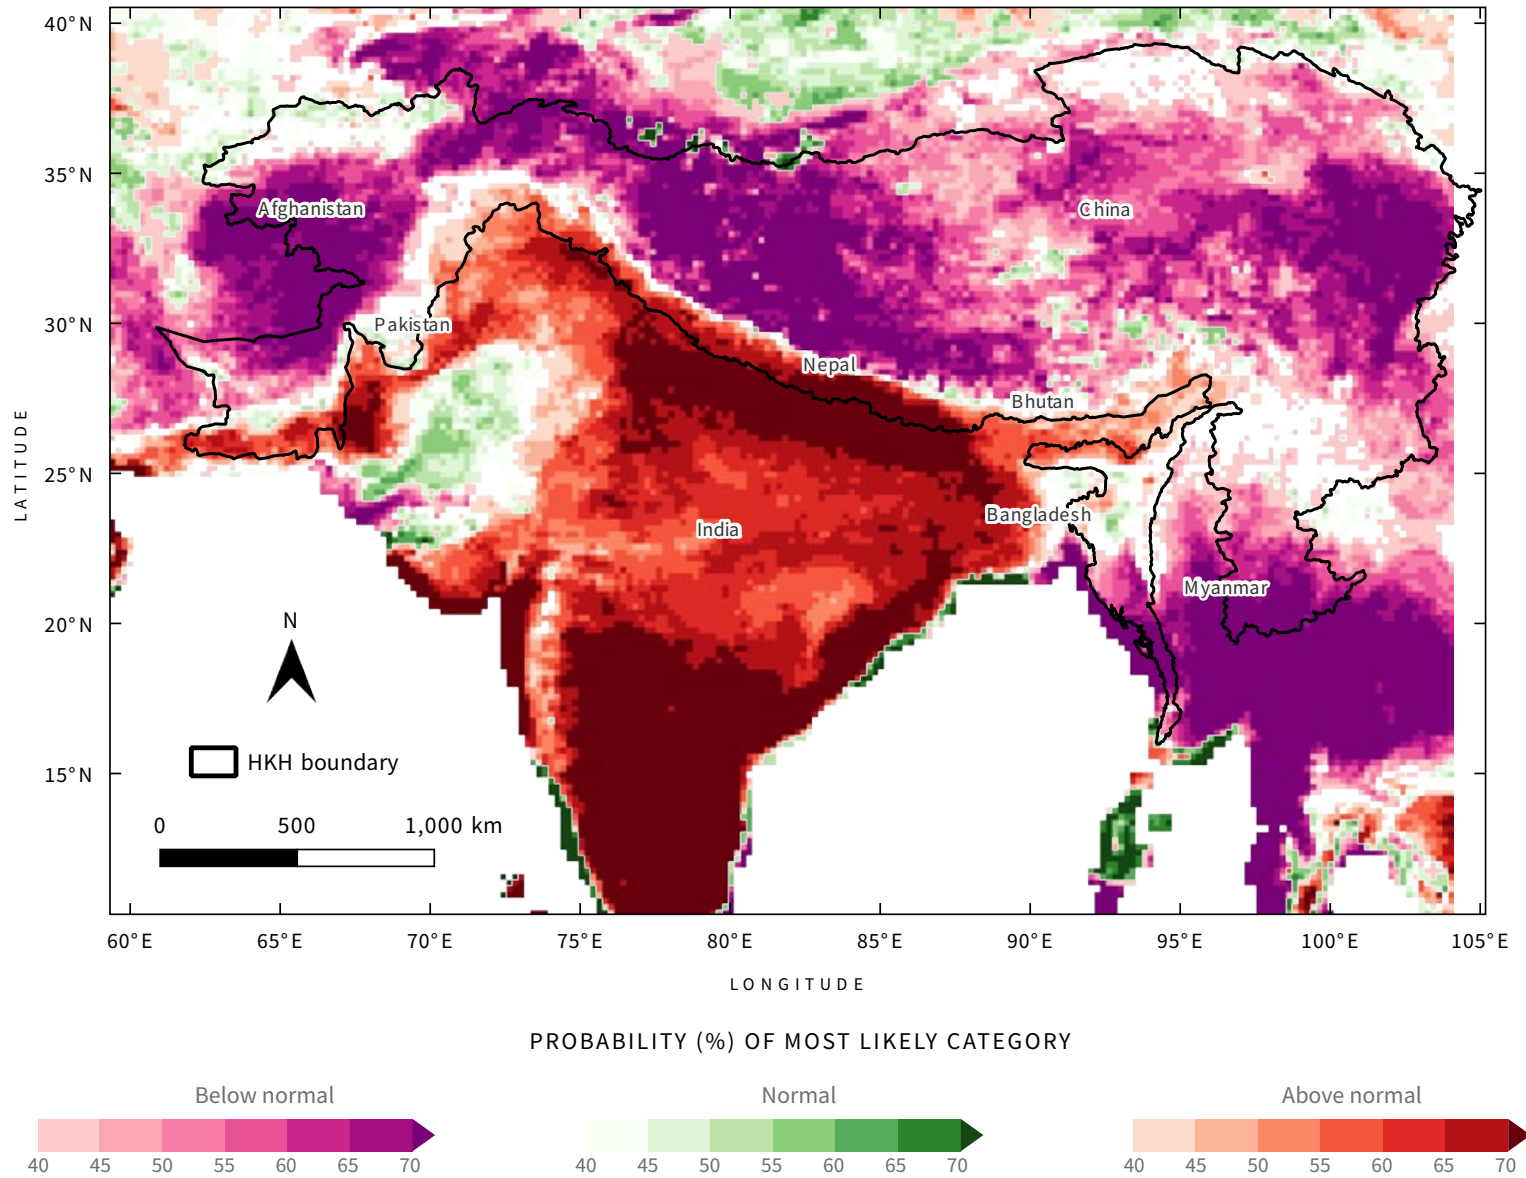 40°N
35°N
30°N
25°N
20°N
15°N
LATITUDE
Afghanistan
China
Pakistan
Nepal
Bhutan
India
Bangladesh
Myanmar
N
HKH boundary
0 500 1,000 km
60°E 65°E 70°E 75°E 80°E 85°E 90°E 95°E 100°E 105°E
LONGITUDE
PROBABILITY (%) OF MOST LIKELY CATEGORY
Below normal Normal Above normal
40 45 50 55 60 65 70 40 45 50 55 60 65 70 40 45 50 55 60 65 70